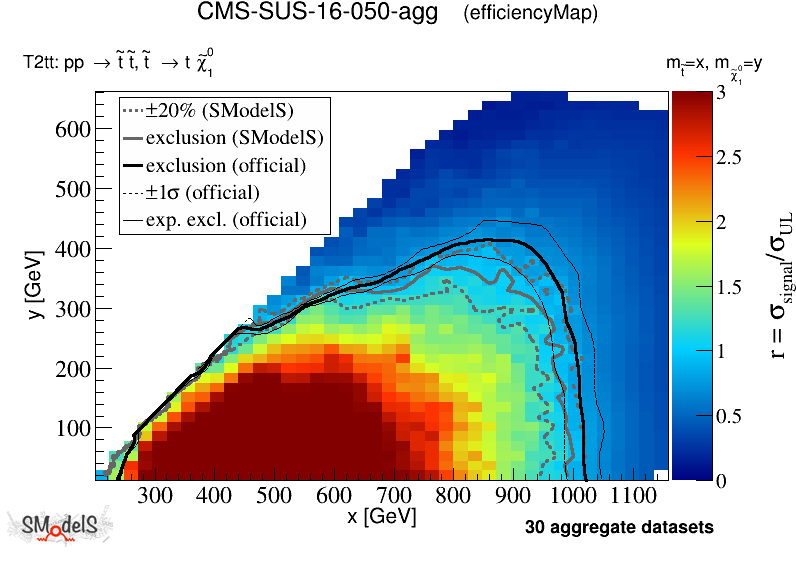 CMS-SUS-16-050-agg (efficiencyMap)
T2tt: pp → t̃ t̃, t̃ → t χ̃₁⁰
m_t̃=x, m_χ̃₁⁰=y
±20% (SModelS)
exclusion (SModelS)
exclusion (official)
±1σ (official)
exp. excl. (official)
y [GeV]
600
500
400
300
200
100
300 400 500 600 700 800 900 1000 1100
x [GeV]
3
2.5
2
1.5
1
0.5
0
r = σ_signal/σ_UL
SModelS
30 aggregate datasets